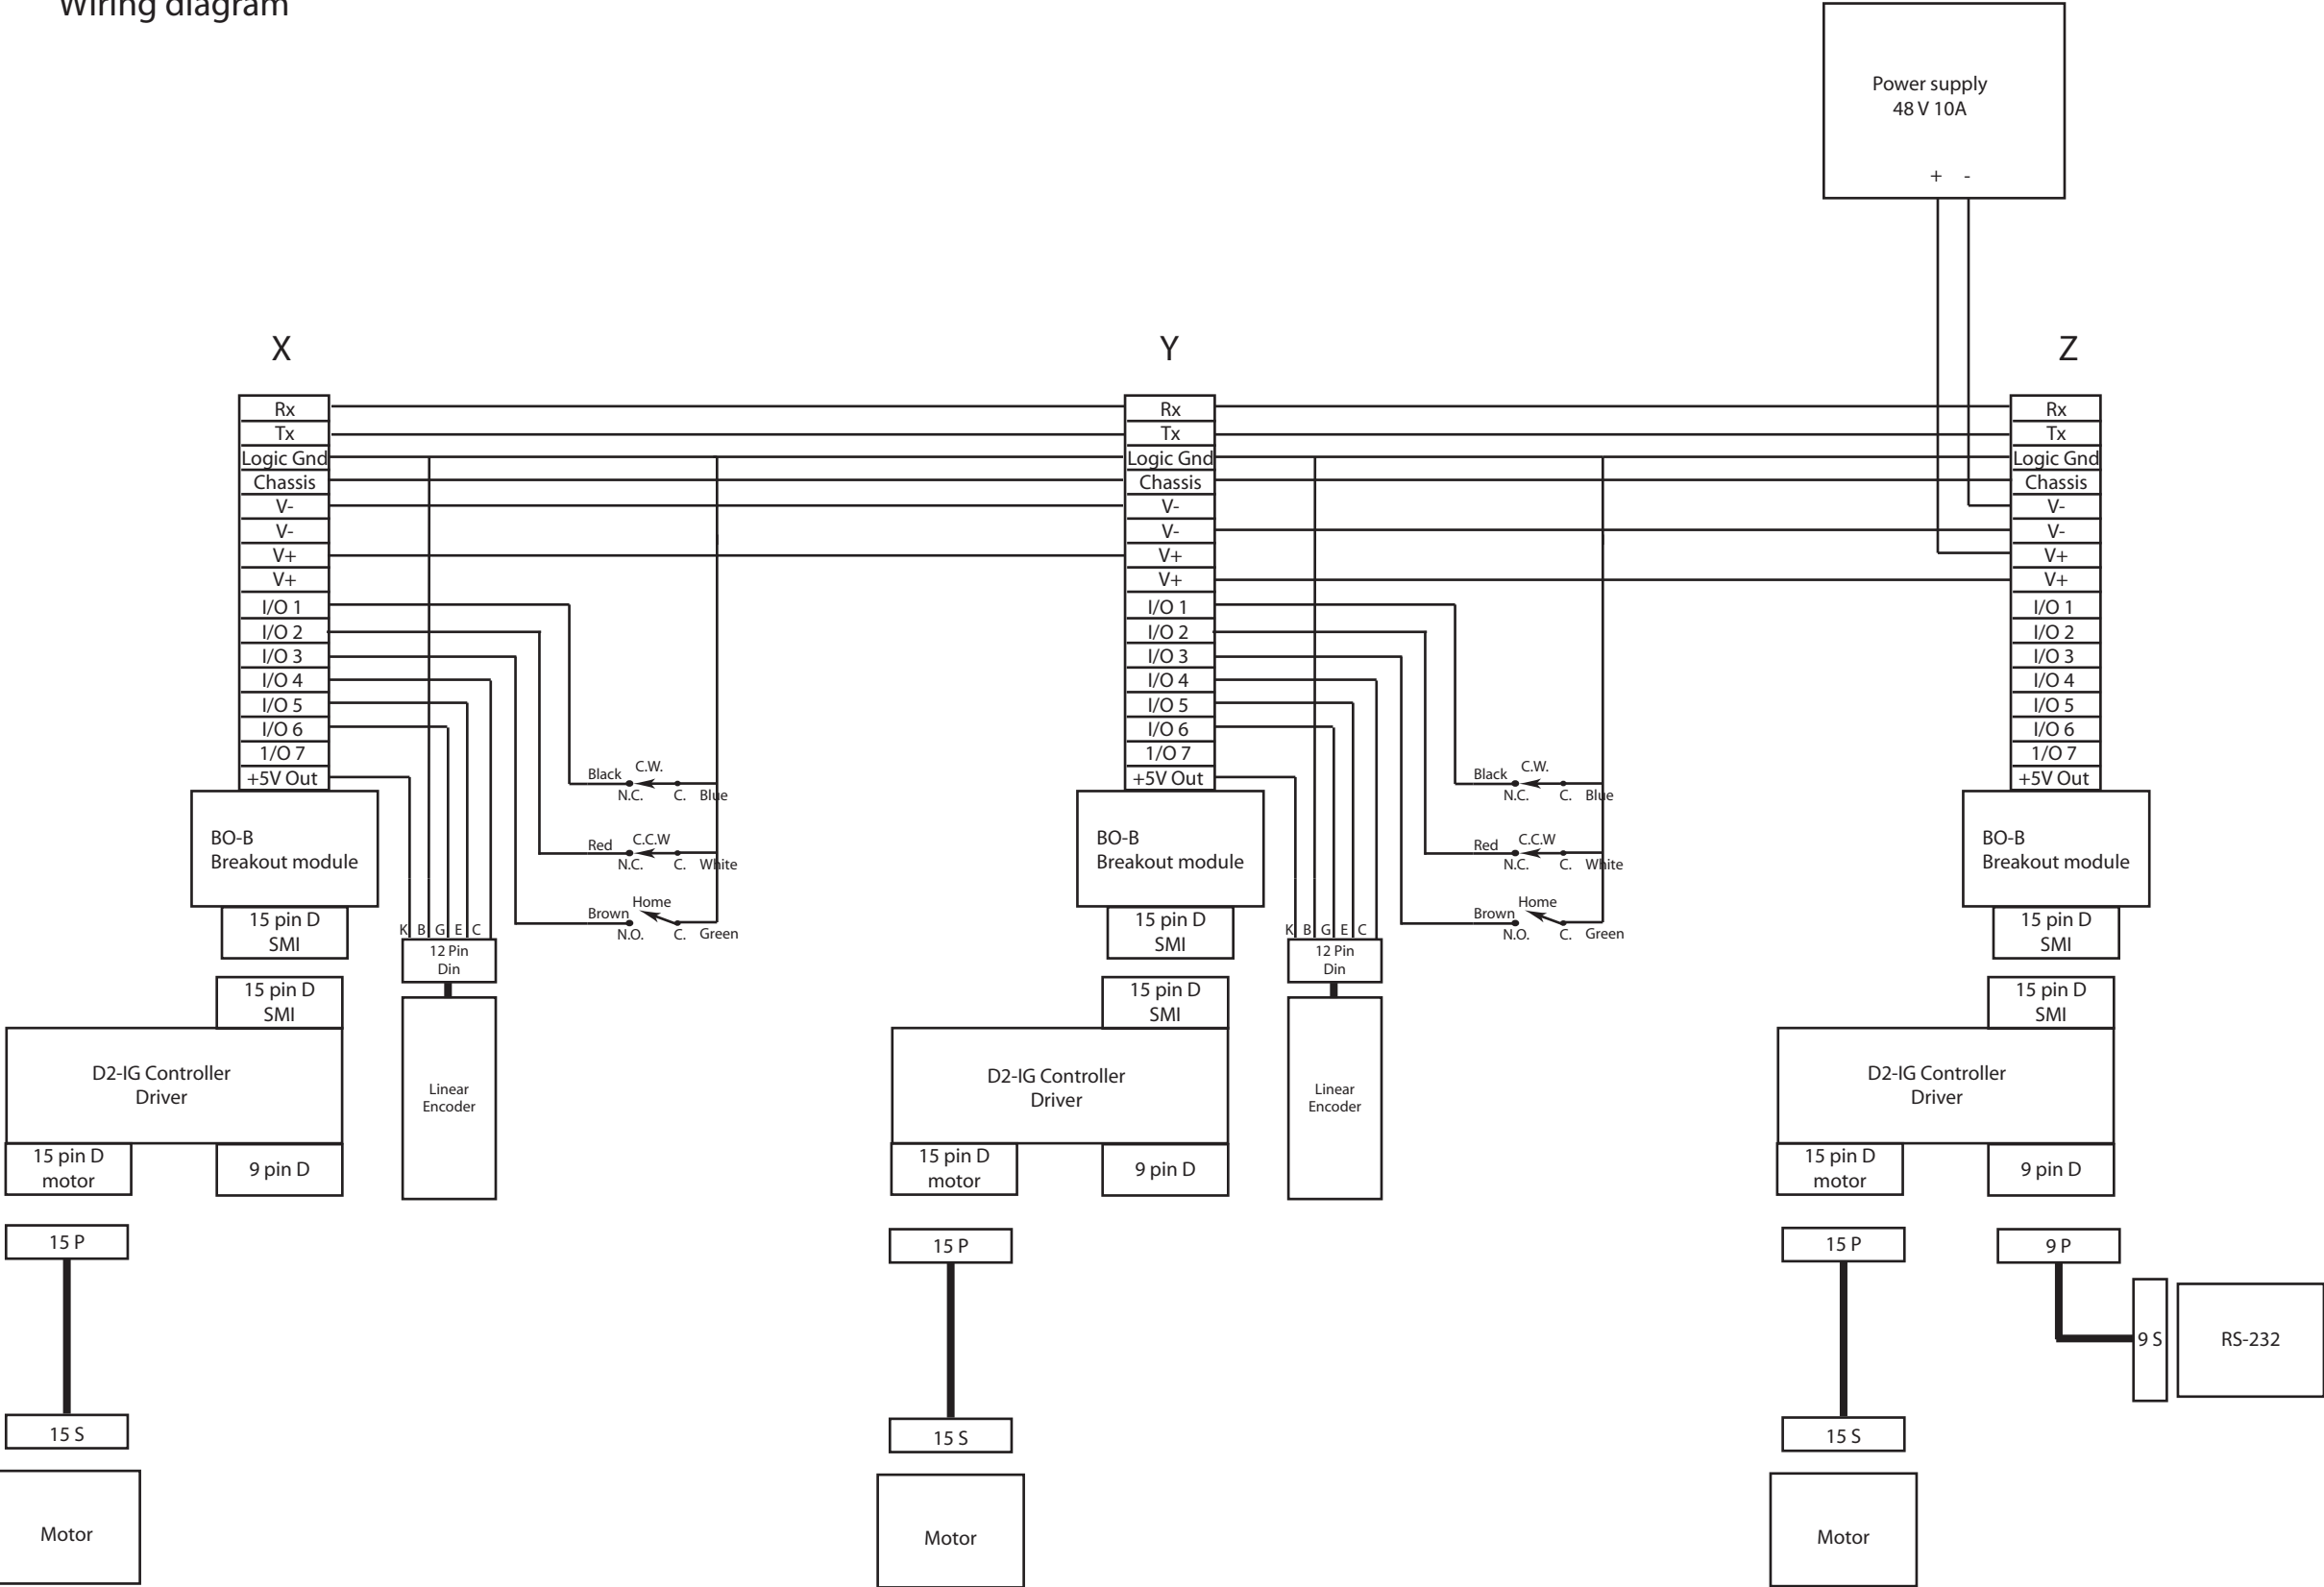 Wiring diagram
Power supply
48 V 10A
+ -
X
Y
Z
Rx
Tx
Logic Gnd
Chassis
V-
V-
V+
V+
I/O 1
I/O 2
I/O 3
I/O 4
I/O 5
I/O 6
1/O 7
+5V Out
BO-B
Breakout module
15 pin D
SMI
15 pin D
SMI
D2-IG Controller
Driver
15 pin D
motor
9 pin D
15 P
15 S
Motor
K B G E C
12 Pin
Din
Linear
Encoder
C.W.
Black
N.C. C. Blue
C.C.W
Red
N.C. C. White
Home
Brown
N.O. C. Green
Rx
Tx
Logic Gnd
Chassis
V-
V-
V+
V+
I/O 1
I/O 2
I/O 3
I/O 4
I/O 5
I/O 6
1/O 7
+5V Out
BO-B
Breakout module
15 pin D
SMI
15 pin D
SMI
D2-IG Controller
Driver
15 pin D
motor
9 pin D
15 P
15 S
Motor
K B G E C
12 Pin
Din
Linear
Encoder
C.W.
Black
N.C. C. Blue
C.C.W
Red
N.C. C. White
Home
Brown
N.O. C. Green
Rx
Tx
Logic Gnd
Chassis
V-
V-
V+
V+
I/O 1
I/O 2
I/O 3
I/O 4
I/O 5
I/O 6
1/O 7
+5V Out
BO-B
Breakout module
15 pin D
SMI
15 pin D
SMI
D2-IG Controller
Driver
15 pin D
motor
9 pin D
15 P
9 P
9 S
RS-232
15 S
Motor